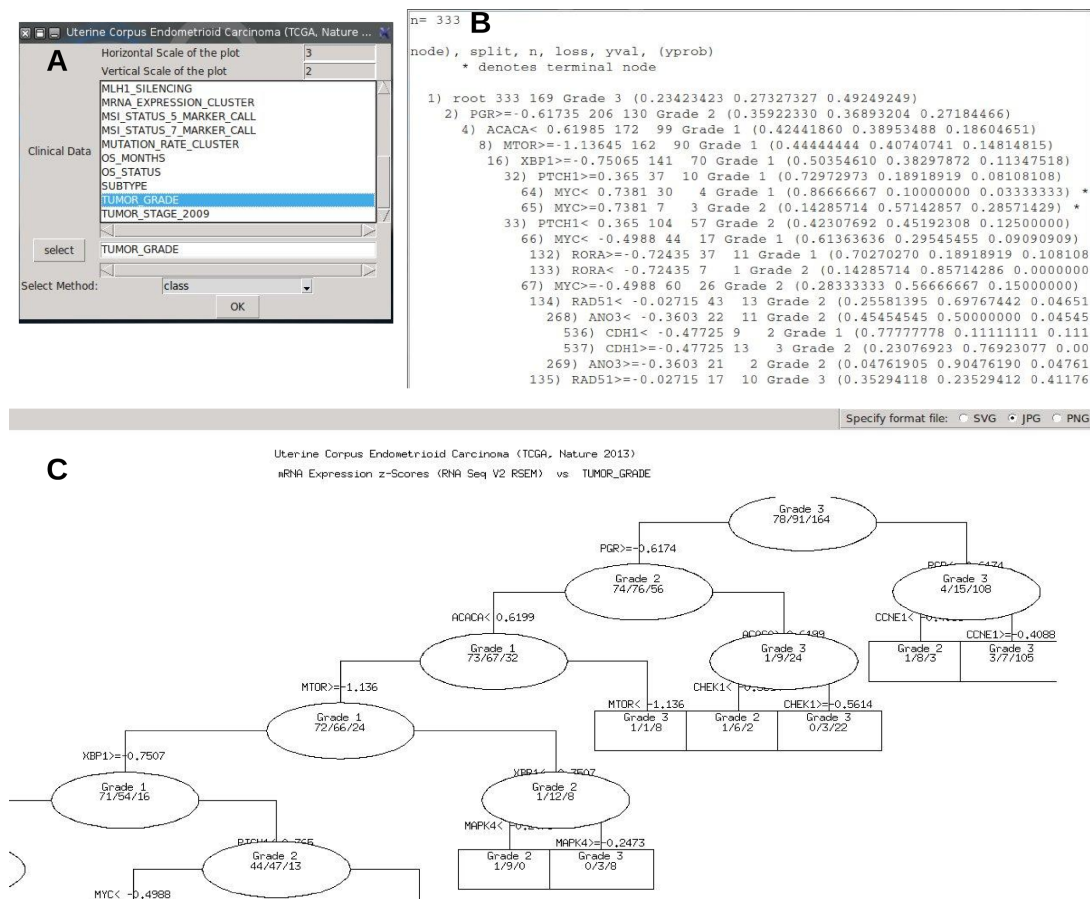 Uterine Corpus Endometrioid Carcinoma (TCGA, Nature ...
A
Horizontal Scale of the plot 3
Vertical Scale of the plot 2
Clinical Data
MLH1_SILENCING
MRNA_EXPRESSION_CLUSTER
MSI_STATUS_5_MARKER_CALL
MSI_STATUS_7_MARKER_CALL
MUTATION_RATE_CLUSTER
OS_MONTHS
OS_STATUS
SUBTYPE
TUMOR_GRADE
TUMOR_STAGE_2009
select TUMOR_GRADE
Select Method: class
OK
B
n= 333
node), split, n, loss, yval, (yprob)
* denotes terminal node
1) root 333 169 Grade 3 (0.23423423 0.27327327 0.49249249)
2) PGR>=-0.61735 206 130 Grade 2 (0.35922330 0.36893204 0.27184466)
4) ACACA< 0.61985 172 99 Grade 1 (0.42441860 0.38953488 0.18604651)
8) MTOR>=-1.13645 162 90 Grade 1 (0.44444444 0.40740741 0.14814815)
16) XBP1>=-0.75065 141 70 Grade 1 (0.50354610 0.38297872 0.11347518)
32) PTCH1>=0.365 37 10 Grade 1 (0.72972973 0.18918919 0.08108108)
64) MYC< 0.7381 30 4 Grade 1 (0.86666667 0.10000000 0.03333333) *
65) MYC>=0.7381 7 3 Grade 2 (0.14285714 0.57142857 0.28571429) *
33) PTCH1< 0.365 104 57 Grade 2 (0.42307692 0.45192308 0.12500000)
66) MYC< -0.4988 44 17 Grade 1 (0.61363636 0.29545455 0.09090909)
132) RORA>=-0.72435 37 11 Grade 1 (0.70270270 0.18918919 0.108108
133) RORA< -0.72435 7 1 Grade 2 (0.14285714 0.85714286 0.0000000
67) MYC>=-0.4988 60 26 Grade 2 (0.28333333 0.56666667 0.15000000)
134) RAD51< -0.02715 43 13 Grade 2 (0.25581395 0.69767442 0.04651
268) ANO3< -0.3603 22 11 Grade 2 (0.45454545 0.50000000 0.04545
536) CDH1< -0.47725 9 2 Grade 1 (0.77777778 0.11111111 0.111
537) CDH1>=-0.47725 13 3 Grade 2 (0.23076923 0.76923077 0.00
269) ANO3>=-0.3603 21 2 Grade 2 (0.04761905 0.90476190 0.04761
135) RAD51>=-0.02715 17 10 Grade 3 (0.35294118 0.23529412 0.41176
Specify format file: SVG JPG PNG
C
Uterine Corpus Endometrioid Carcinoma (TCGA, Nature 2013)
mRNA Expression z-Scores (RNA Seq V2 RSEM) vs TUMOR_GRADE
Grade 3
78/91/164
PGR>=-0.6174
Grade 2
74/76/56
Grade 3
4/15/108
ACACA< 0.6199
CCNE1<
CCNE1>=-0.4088
Grade 1
73/67/32
Grade 3
1/9/24
Grade 2
1/8/3
Grade 3
3/7/105
MTOR>=-1.136
MTOR< -1.136
CHEK1<
CHEK1>=-0.5614
Grade 1
72/66/24
Grade 3
1/1/8
Grade 2
1/6/2
Grade 3
0/3/22
XBP1>=-0.7507
Grade 1
71/54/16
Grade 2
1/12/8
MAPK4<
MAPK4>=-0.2473
Grade 2
44/47/13
Grade 2
1/9/0
Grade 3
0/3/8
MYC< -0.4988